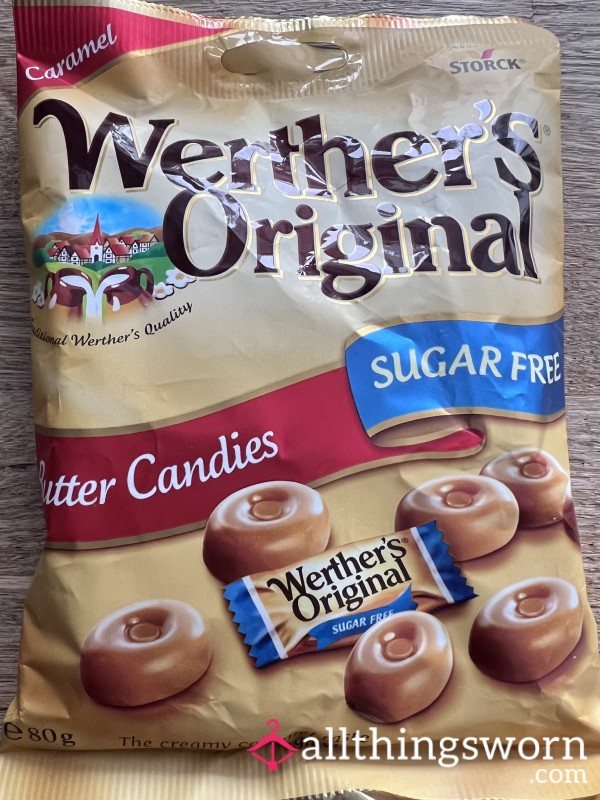 Caramel
STORCK®
Werther's®
Original
Traditional Werther's Quality
SUGAR FREE
Butter Candies
Werther's®
Original
SUGAR FREE
e 80g
The creamy
allthingsworn
.com